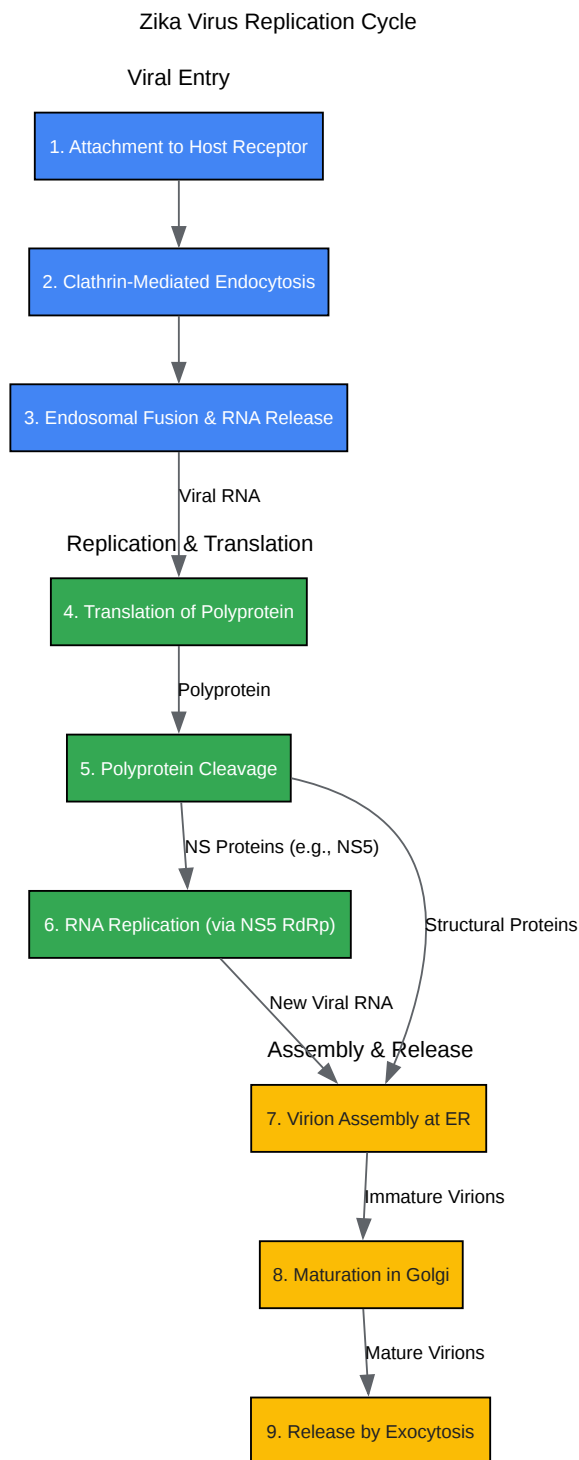 Zika Virus Replication Cycle
Viral Entry
1. Attachment to Host Receptor
2. Clathrin-Mediated Endocytosis
3. Endosomal Fusion & RNA Release
Viral RNA
Replication & Translation
4. Translation of Polyprotein
Polyprotein
5. Polyprotein Cleavage
NS Proteins (e.g., NS5)
6. RNA Replication (via NS5 RdRp)
Structural Proteins
New Viral RNA
Assembly & Release
7. Virion Assembly at ER
Immature Virions
8. Maturation in Golgi
Mature Virions
9. Release by Exocytosis